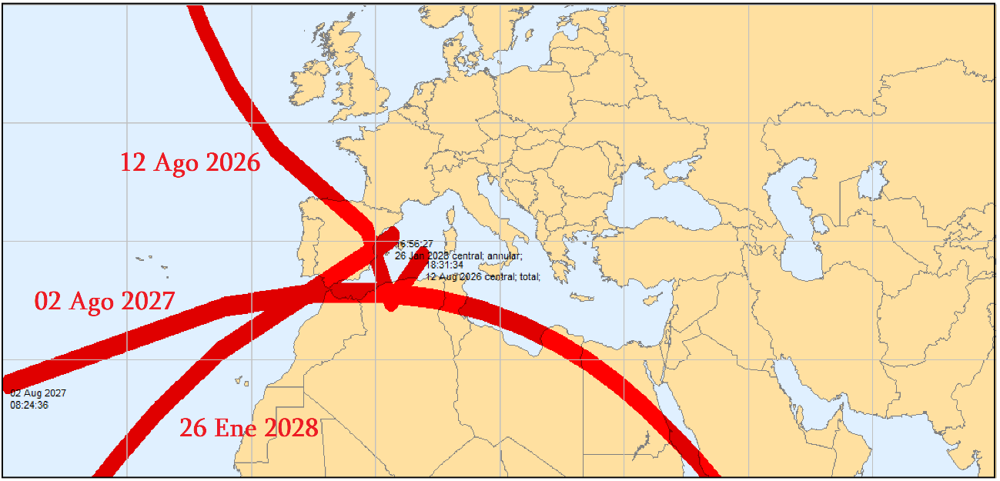 12 Ago 2026
16:56:27
26 Jan 2028 central; annular;
18:31:34
12 Aug 2026 central; total;
02 Ago 2027
02 Aug 2027
08:24:36
26 Ene 2028